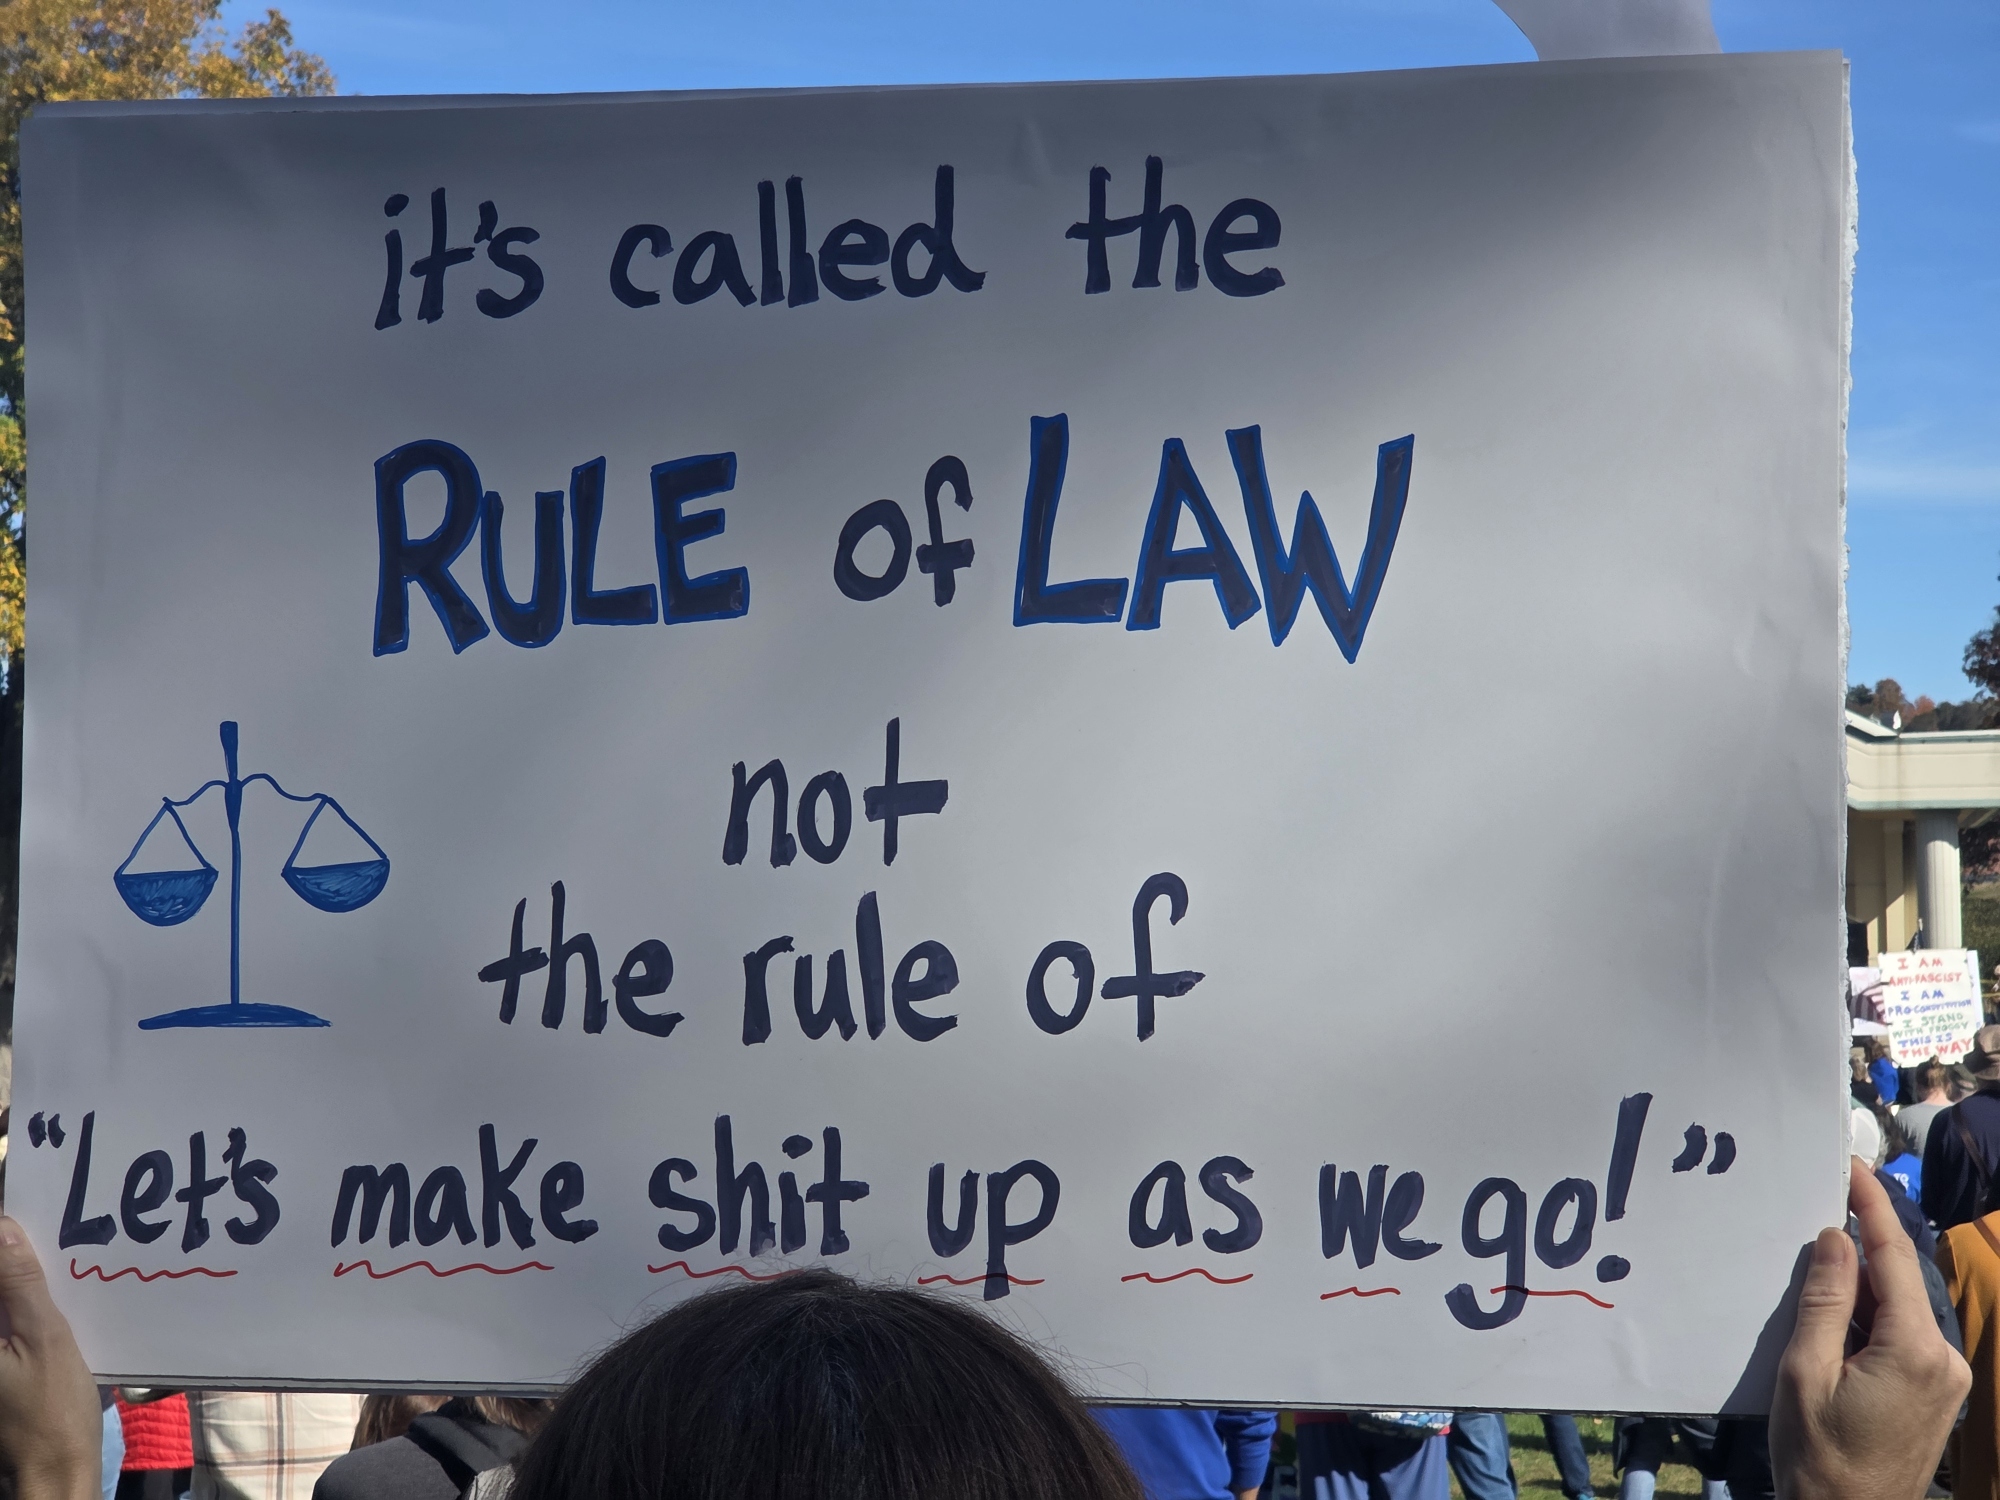 it's called the
RULE of LAW
not
the rule of
"Let's make shit up as we go!"
I AM
ANTI-FASCIST
I AM
PRO-CONSTITUTION
I STAND
WITH FROGGY
THIS IS
THE WAY